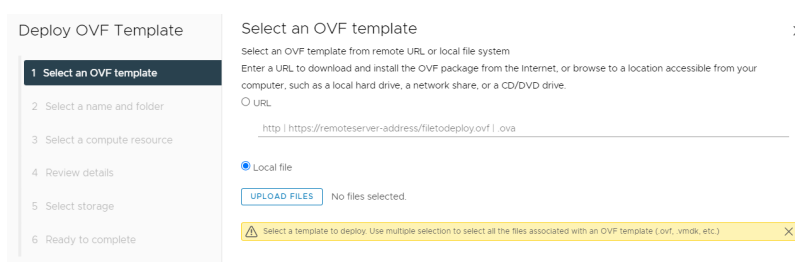 Deploy OVF Template
1 Select an OVF template
2 Select a name and folder
3 Select a compute resource
4 Review details
5 Select storage
6 Ready to complete
Select an OVF template
Select an OVF template from remote URL or local file system
Enter a URL to download and install the OVF package from the Internet, or browse to a location accessible from your
computer, such as a local hard drive, a network share, or a CD/DVD drive.
URL
http | https://remoteserver-address/filetodeploy.ovf | .ova
Local file
UPLOAD FILES No files selected.
Select a template to deploy. Use multiple selection to select all the files associated with an OVF template (.ovf, .vmdk, etc.)